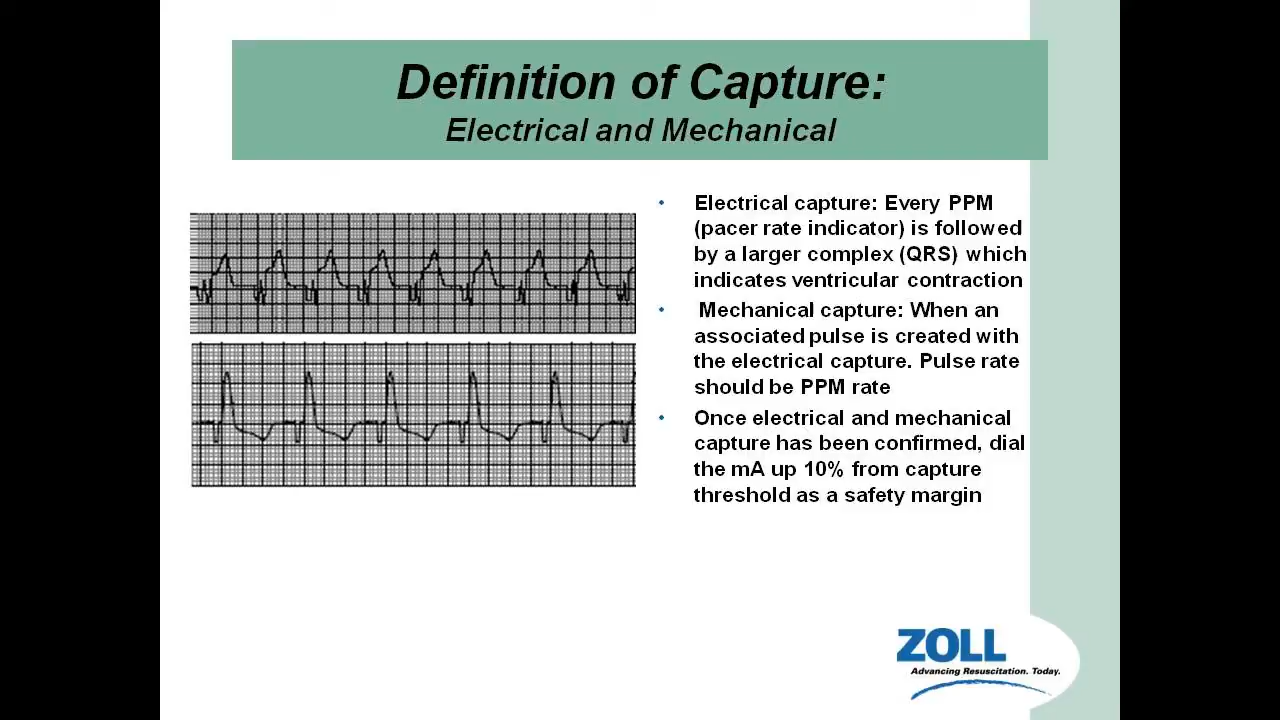 Definition of Capture:
Electrical and Mechanical
• Electrical capture: Every PPM
(pacer rate indicator) is followed
by a larger complex (QRS) which
indicates ventricular contraction
• Mechanical capture: When an
associated pulse is created with
the electrical capture. Pulse rate
should be PPM rate
• Once electrical and mechanical
capture has been confirmed, dial
the mA up 10% from capture
threshold as a safety margin
ZOLL
Advancing Resuscitation. Today.